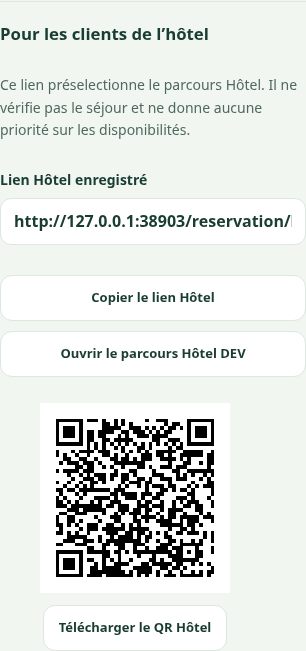 Pour les clients de l’hôtel
Ce lien préselectionne le parcours Hôtel. Il ne
vérifie pas le séjour et ne donne aucune
priorité sur les disponibilités.
Lien Hôtel enregistré
http://127.0.0.1:38903/reservation/
Copier le lien Hôtel
Ouvrir le parcours Hôtel DEV
Télécharger le QR Hôtel